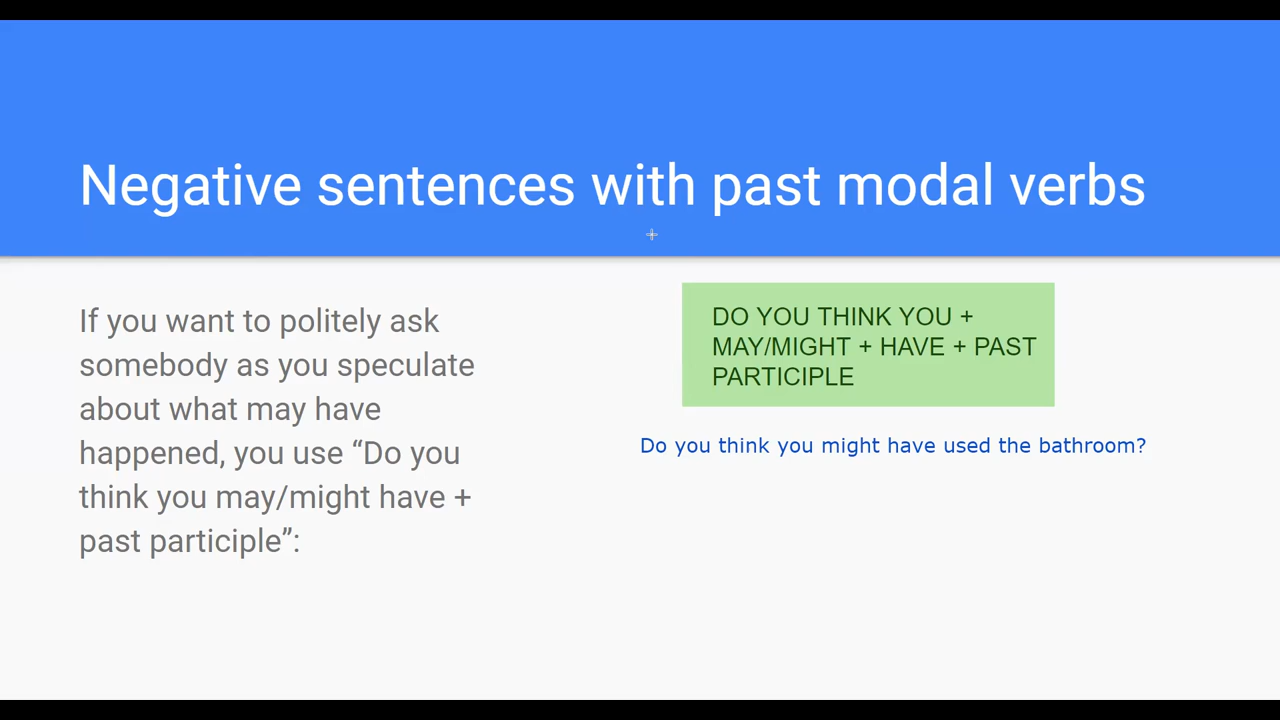 Negative sentences with past modal verbs
If you want to politely ask
somebody as you speculate
about what may have
happened, you use “Do you
think you may/might have +
past participle”:
DO YOU THINK YOU +
MAY/MIGHT + HAVE + PAST
PARTICIPLE
Do you think you might have used the bathroom?